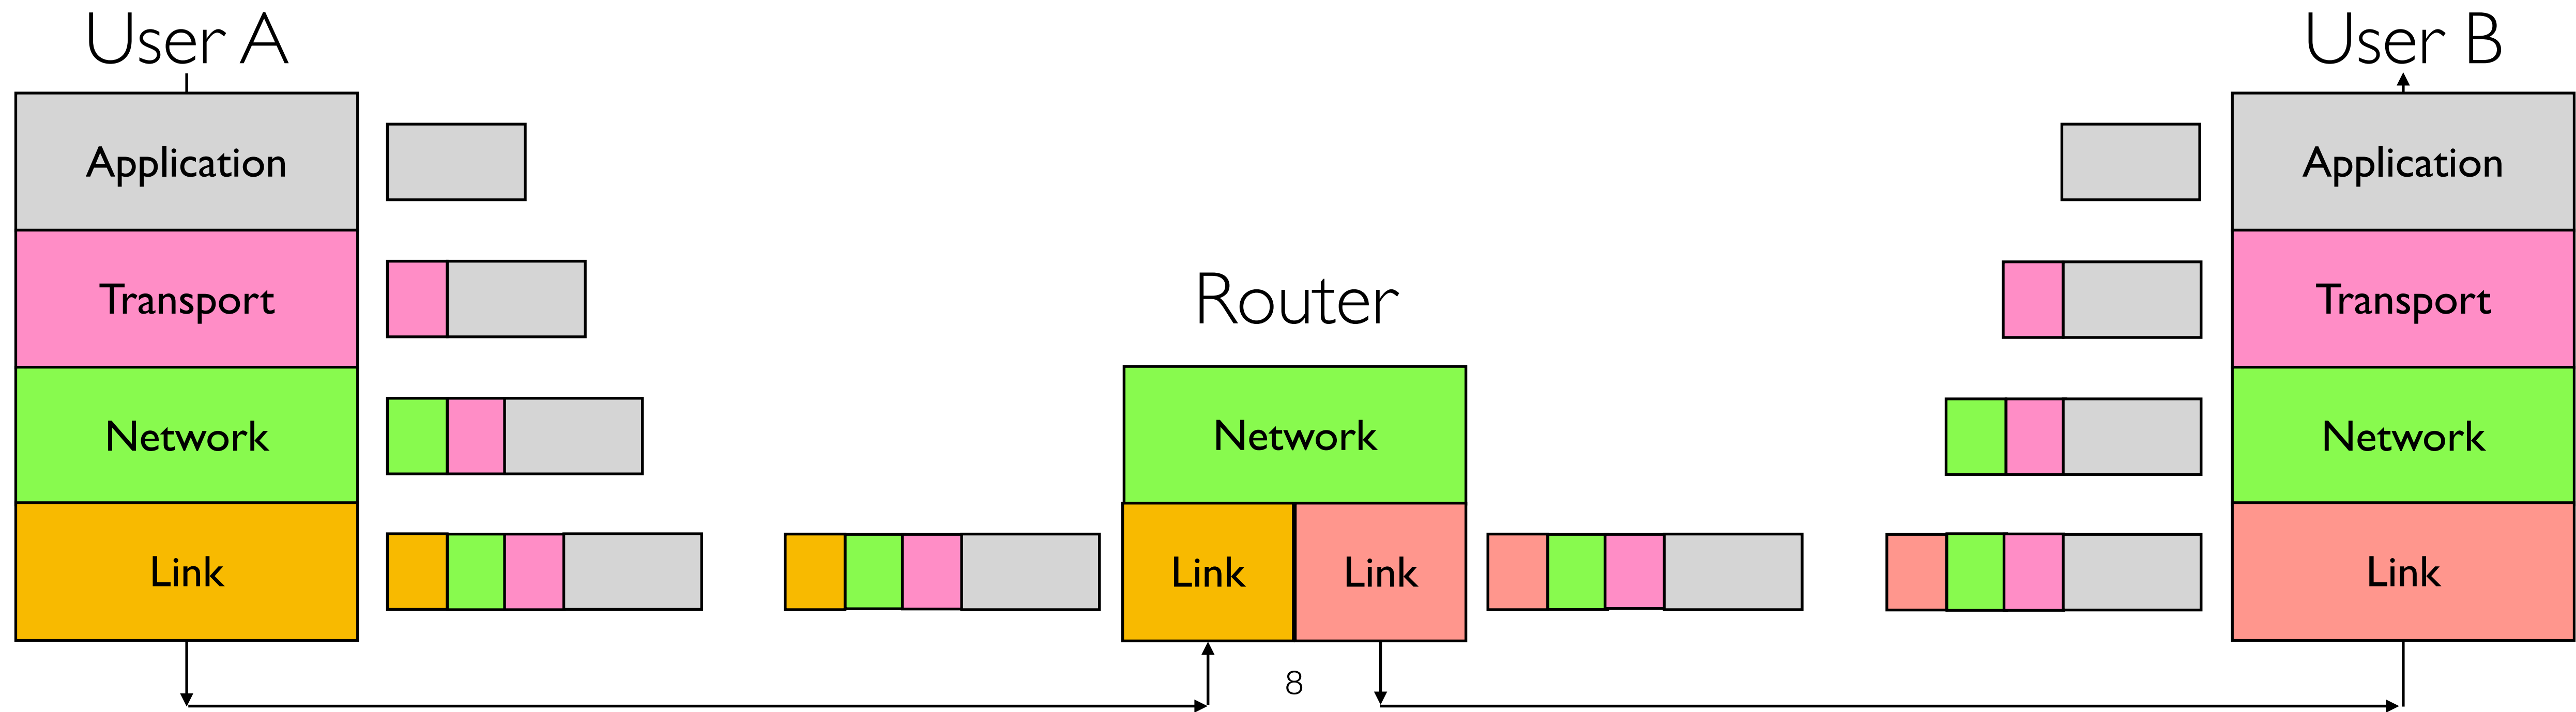 User A
Application
Transport
Network
Link
Router
Network
Link
Link
User B
Application
Transport
Network
Link
8